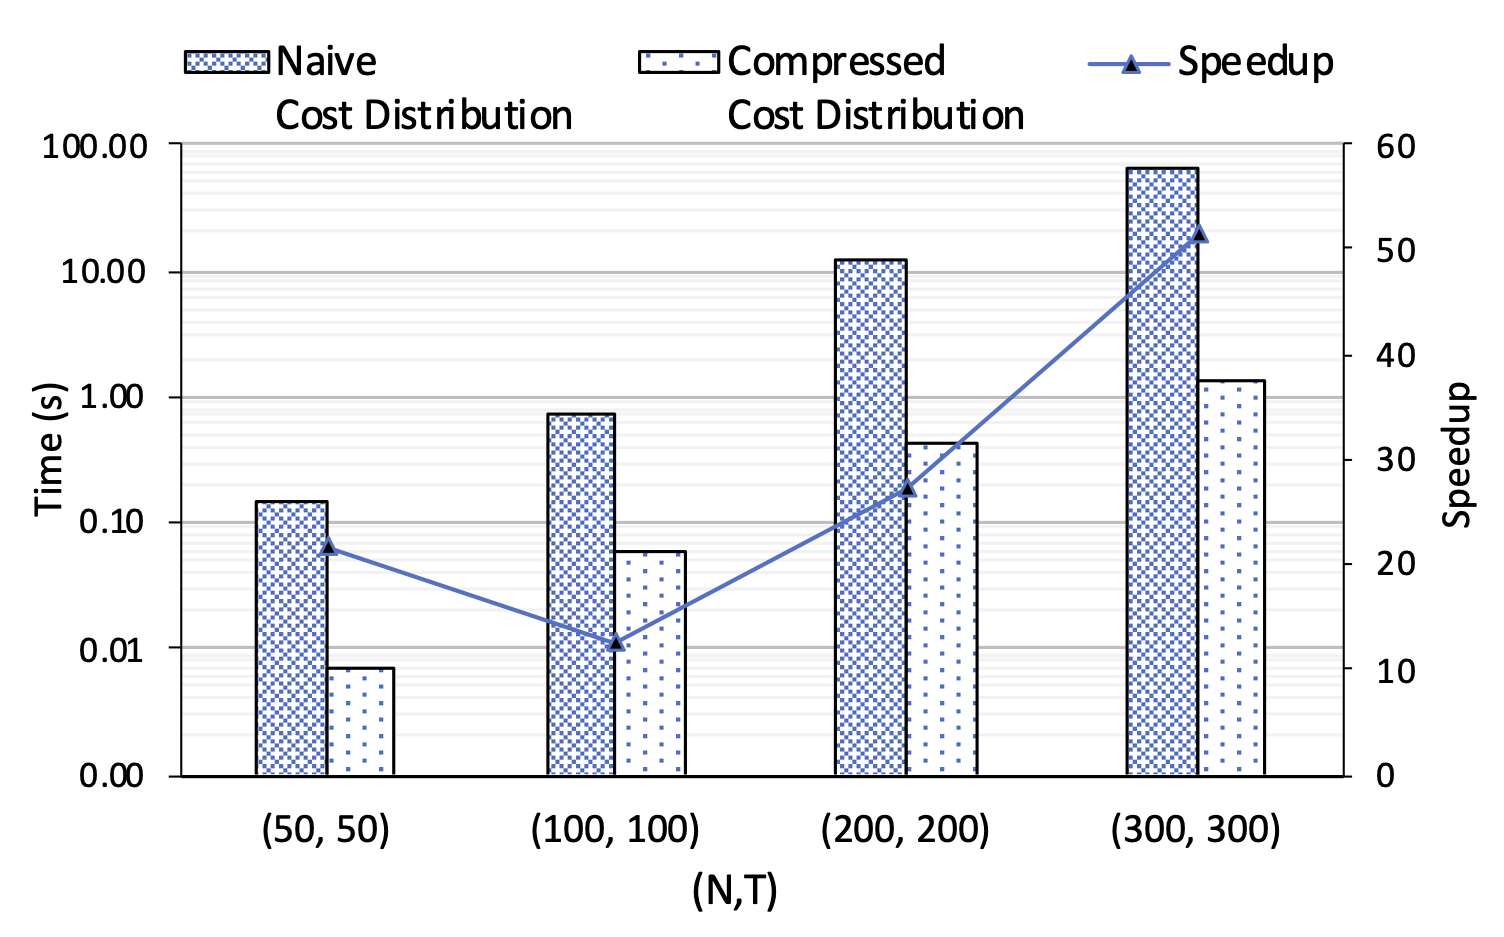 Naive Compressed Speedup
Cost Distribution Cost Distribution
100.00 60
10.00 50
40
1.00
30
0.10
20
0.01 10
0.00 0
Time (s)
Speedup
(50, 50) (100, 100) (200, 200) (300, 300)
(N,T)